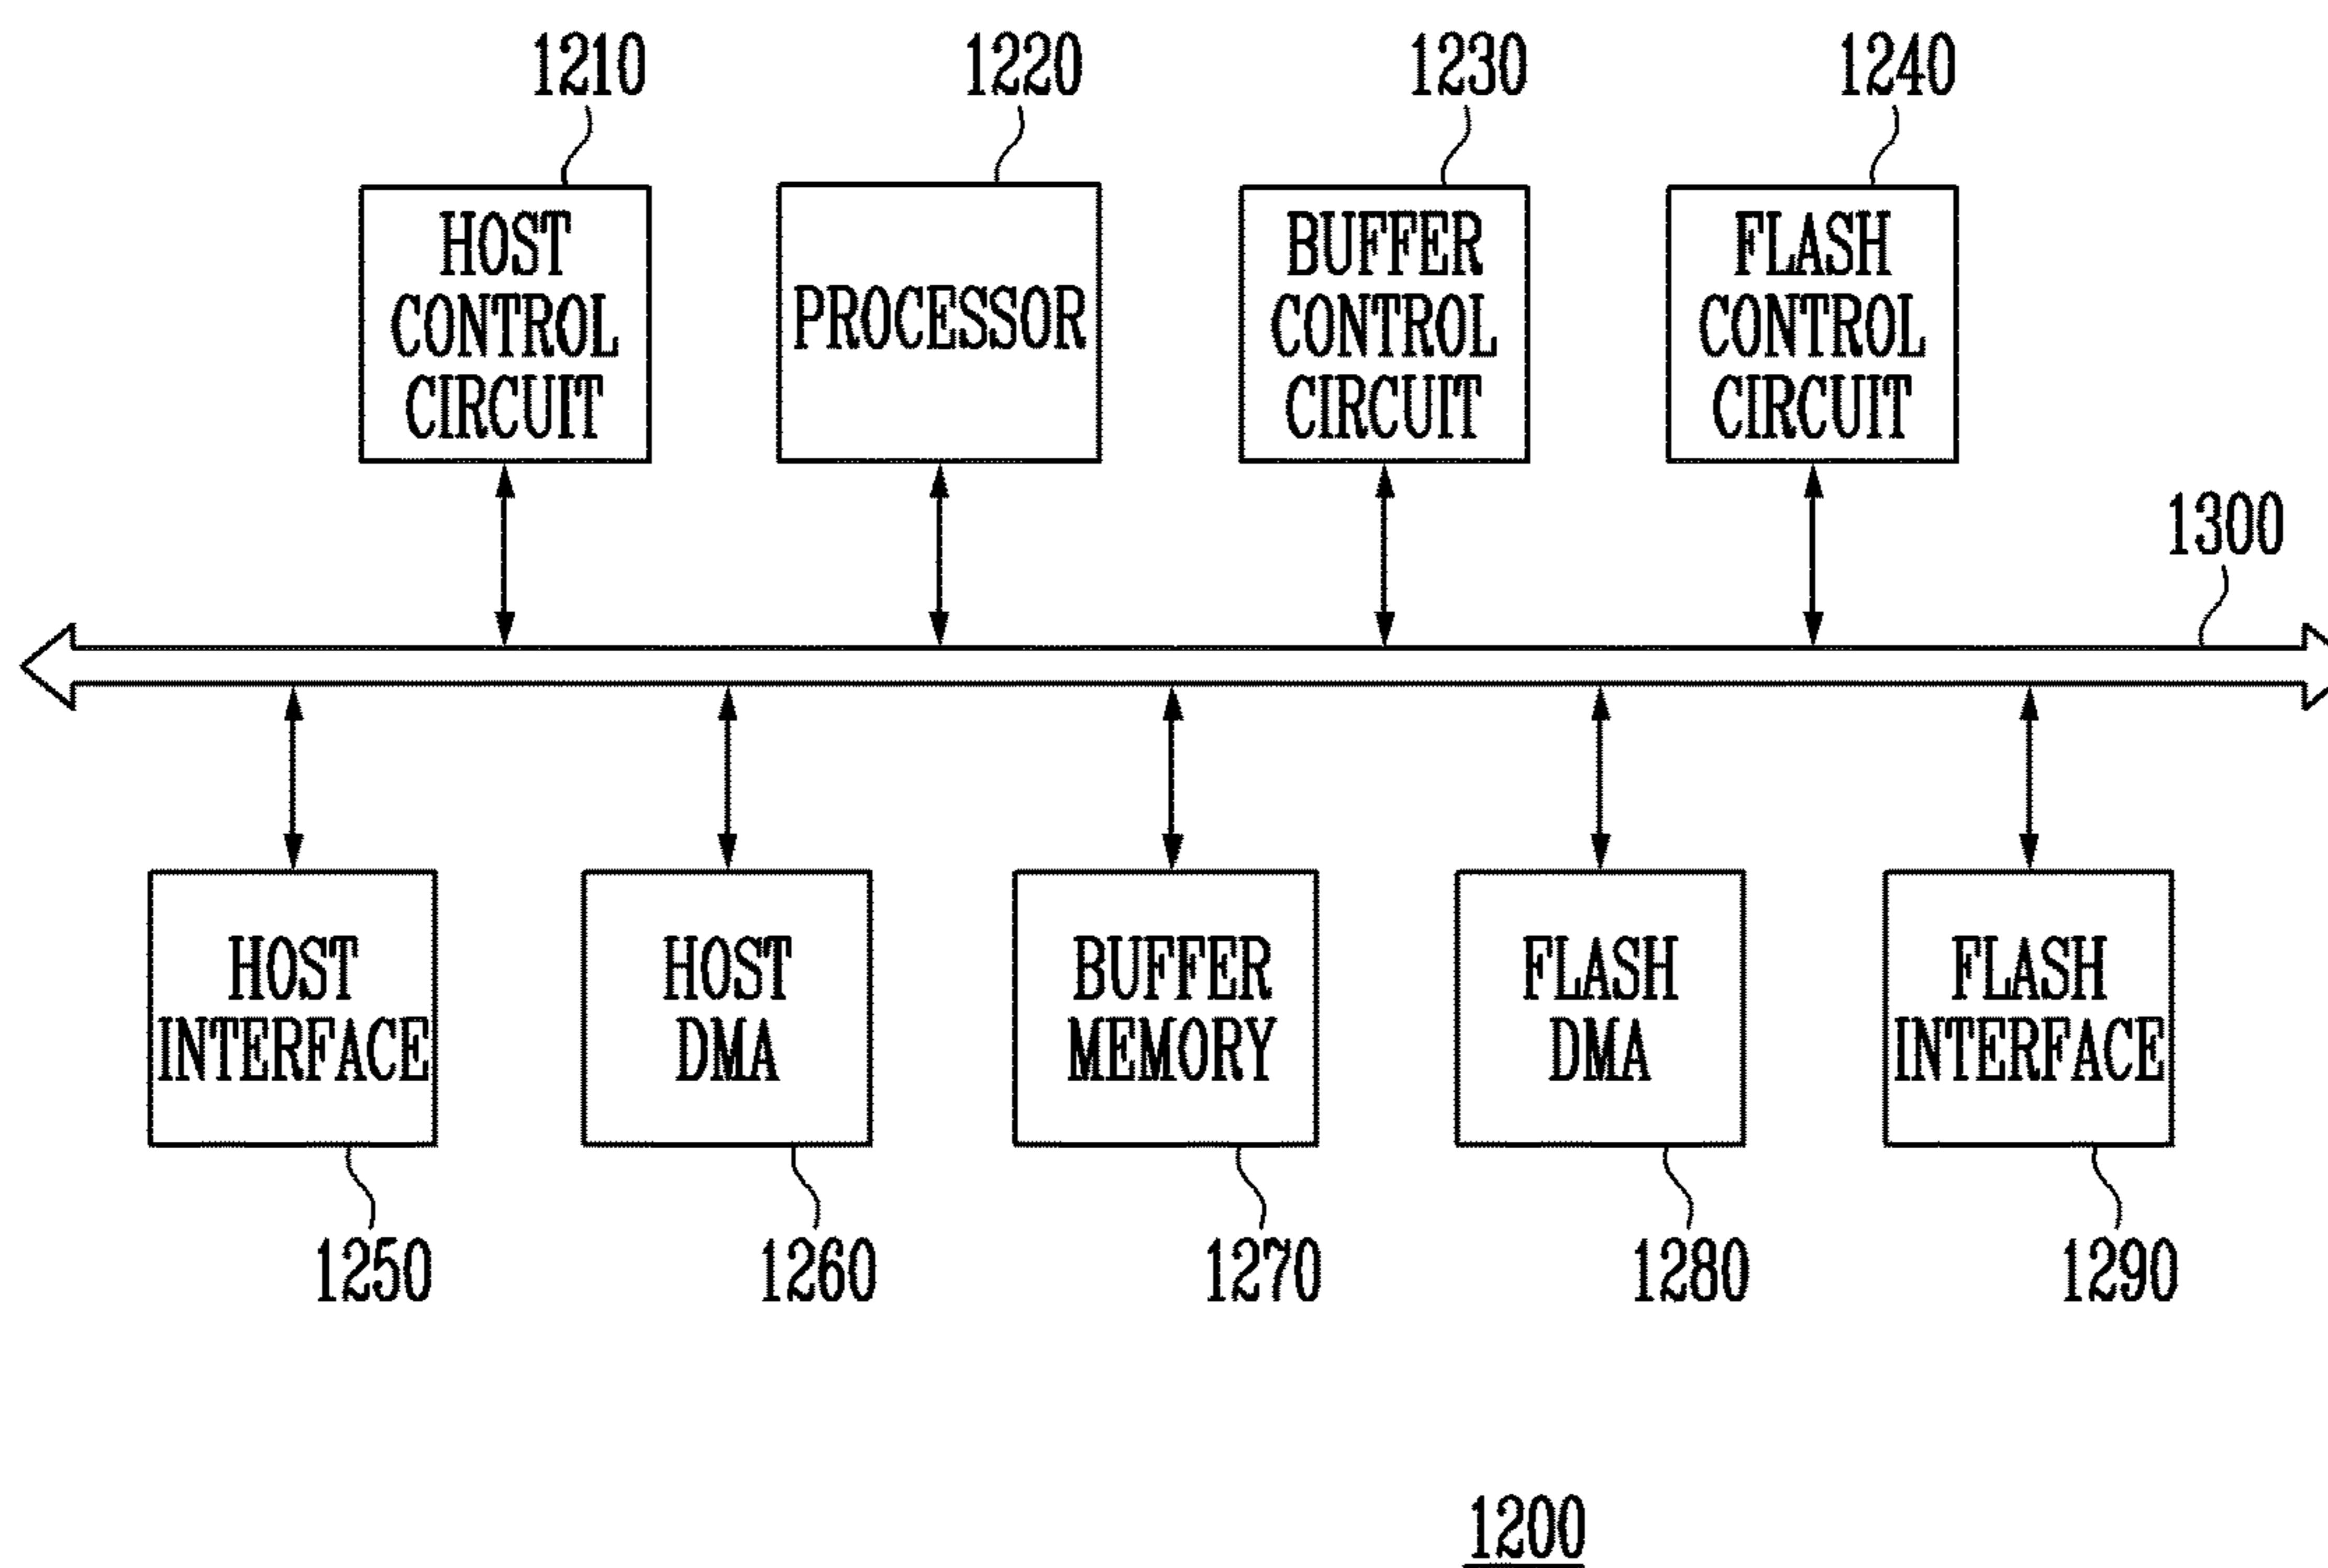 1210
1220
1230
1240
HOST
CONTROL
CIRCUIT
PROCESSOR
BUFFER
CONTROL
CIRCUIT
FLASH
CONTROL
CIRCUIT
1300
HOST
INTERFACE
HOST
DMA
BUFFER
MEMORY
FLASH
DMA
FLASH
INTERFACE
1250
1260
1270
1280
1290
1200